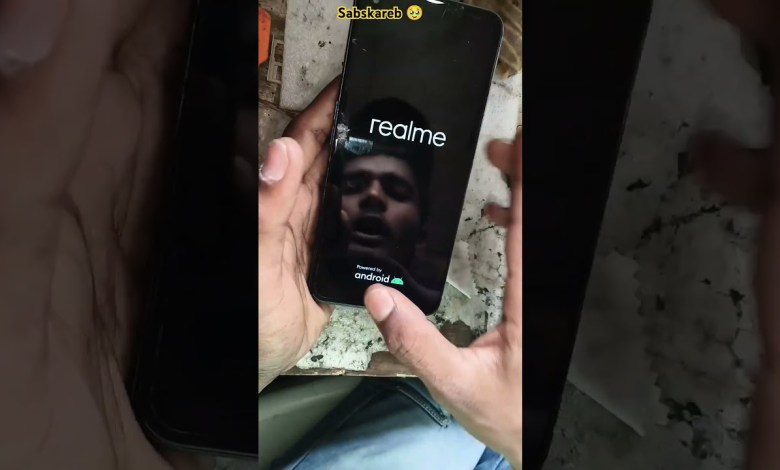 Sabskareb 🥹
realme
Powered by
android